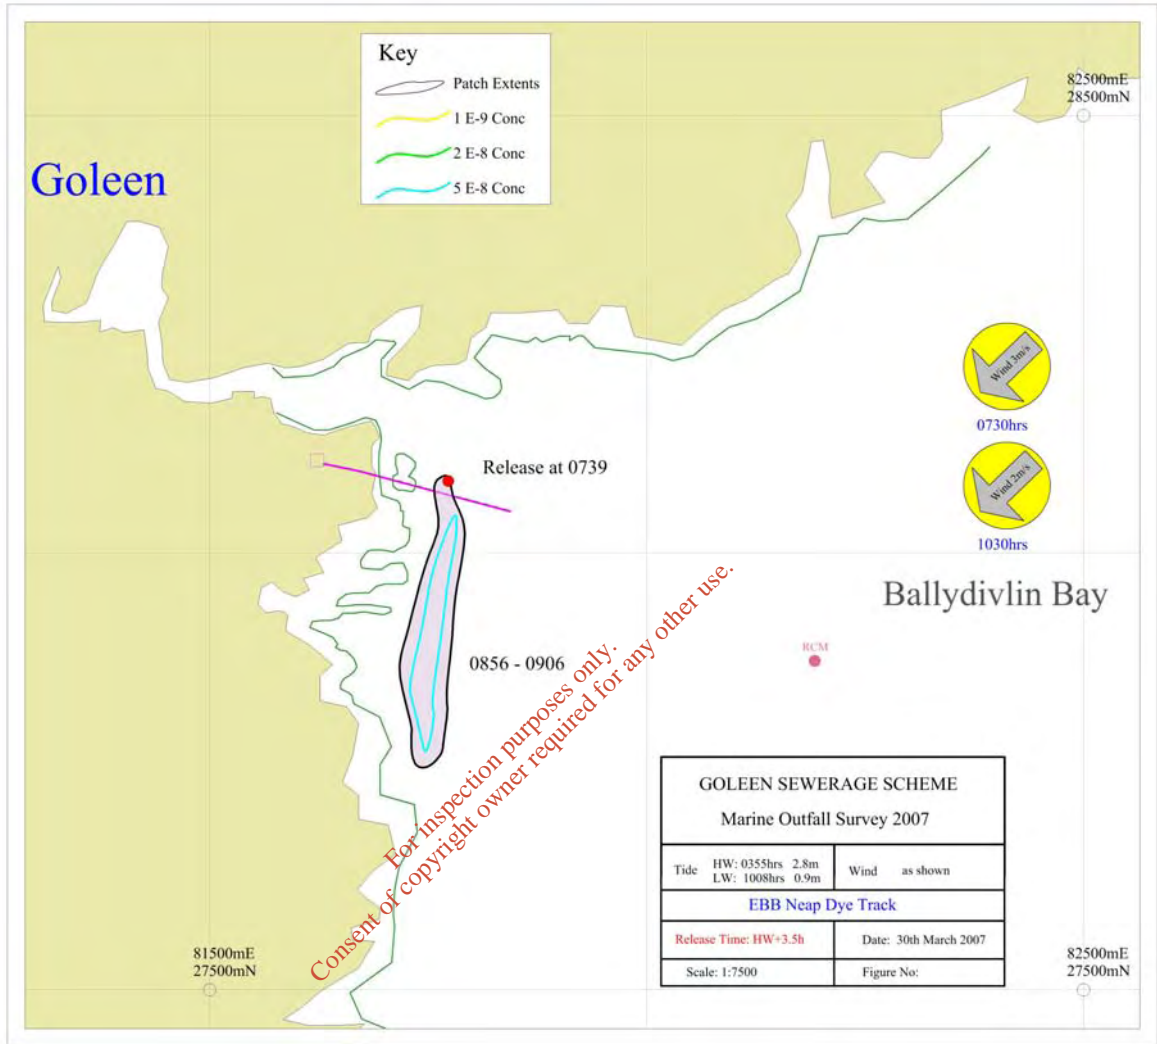 Key
Patch Extents
1 E-9 Conc
2 E-8 Conc
5 E-8 Conc
82500mE
28500mN
Goleen
Wind 3m/s
0730hrs
Release at 0739
Wind 2m/s
1030hrs
Ballydivlin Bay
0856 - 0906
RCM
For inspection purposes only.
Consent of copyright owner required for any other use.
GOLEEN SEWERAGE SCHEME
Marine Outfall Survey 2007
Tide HW: 0355hrs 2.8m
LW: 1008hrs 0.9m
Wind as shown
EBB Neap Dye Track
Release Time: HW+3.5h
Date: 30th March 2007
Scale: 1:7500
Figure No:
81500mE
27500mN
82500mE
27500mN